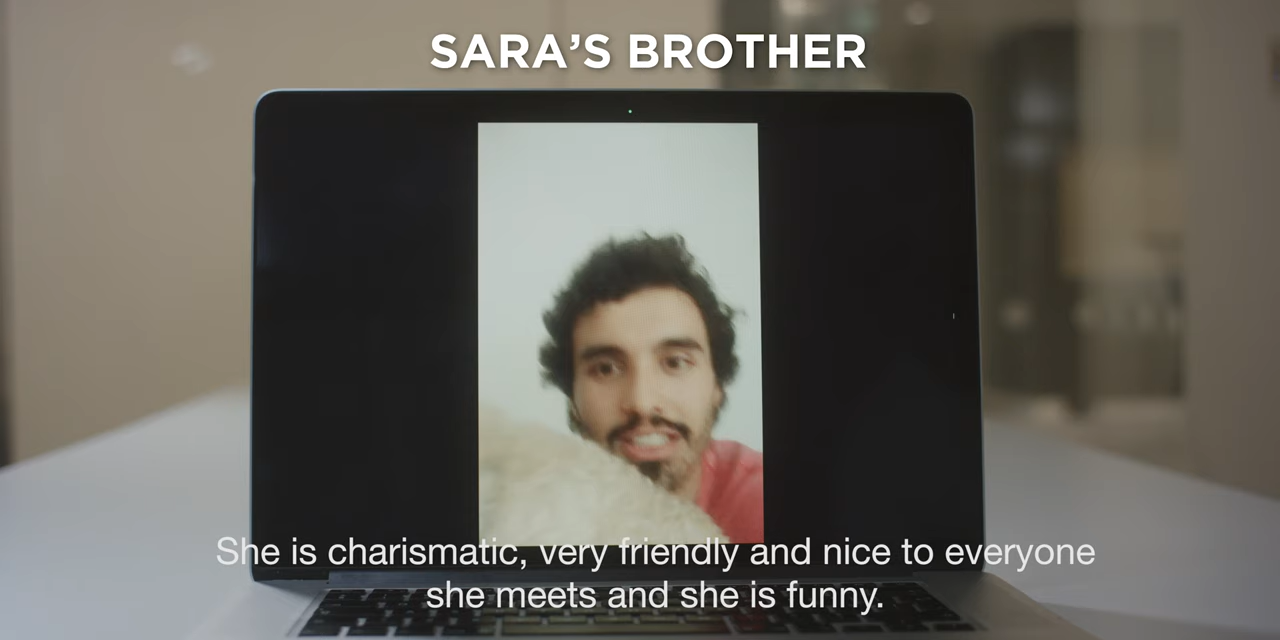 SARA’S BROTHER
She is charismatic, very friendly and nice to everyone
she meets and she is funny.